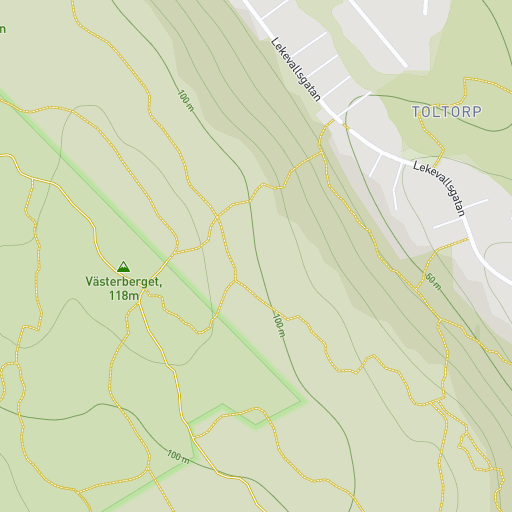 n
Lekevallsgatan
100 m
TOLTORP
Lekevallsgatan
Västerberget,
118m
50 m
100 m
100 m